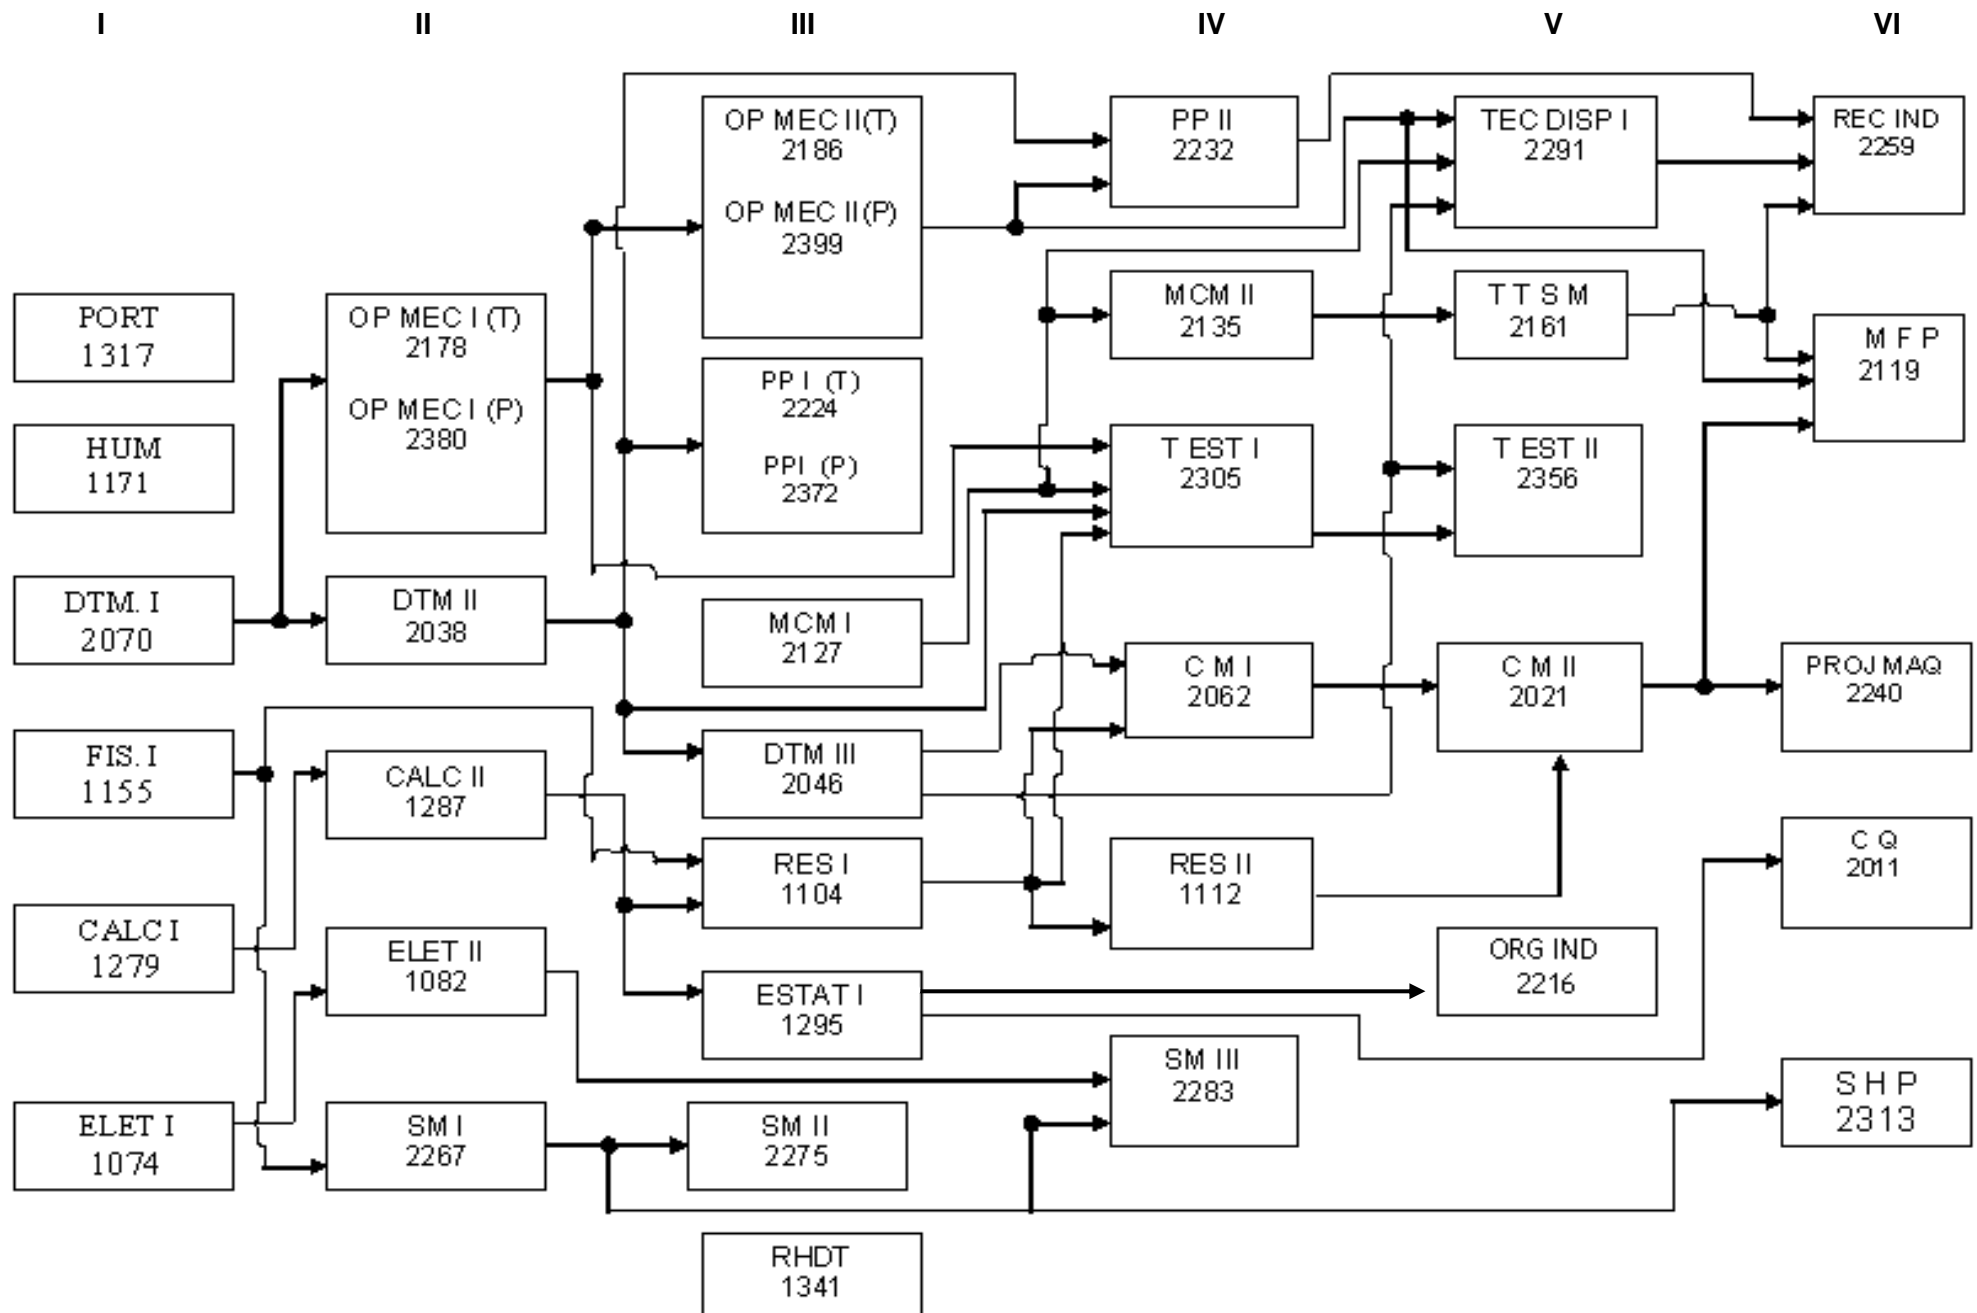 I
II
III
IV
V
VI
PORT
1317
HUM
1171
DTM. I
2070
FIS. I
1155
CALC I
1279
ELET I
1074
OP MEC I (T)
2178
OP MEC I (P)
2380
DTM II
2038
CALC II
1287
ELET II
1082
SM I
2267
OP MEC II(T)
2186
OP MEC II(P)
2399
PP I (T)
2224
PPI (P)
2372
MCM I
2127
DTM III
2046
RES I
1104
ESTAT I
1295
SM II
2275
RHDT
1341
PP II
2232
MCM II
2135
T EST I
2305
C M I
2062
RES II
1112
SM III
2283
TEC DISP I
2291
T T S M
2161
T EST II
2356
C M II
2021
ORG IND
2216
REC IND
2259
M F P
2119
PROJ MAQ
2240
C Q
2011
S H P
2313